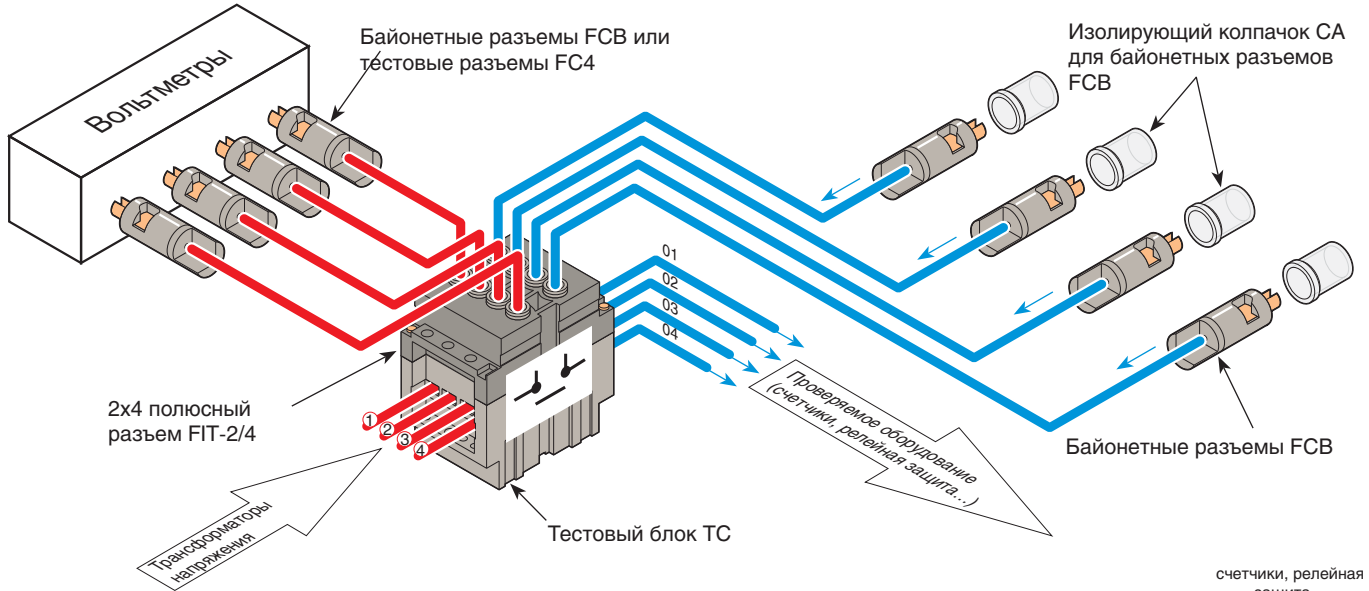 Вольтметры
Байонетные разъемы FCB или
тестовые разъемы FC4
Изолирующий колпачок CA
для байонетных разъемов
FCB
01
02
03
04
1
2
3
4
2x4 полюсный
разъем FIT-2/4
Проверяемое оборудование
(счетчики, релейная защита...)
Байонетные разъемы FCB
Тестовый блок TC
Трансформаторы
напряжения
счетчики, релейная
защита